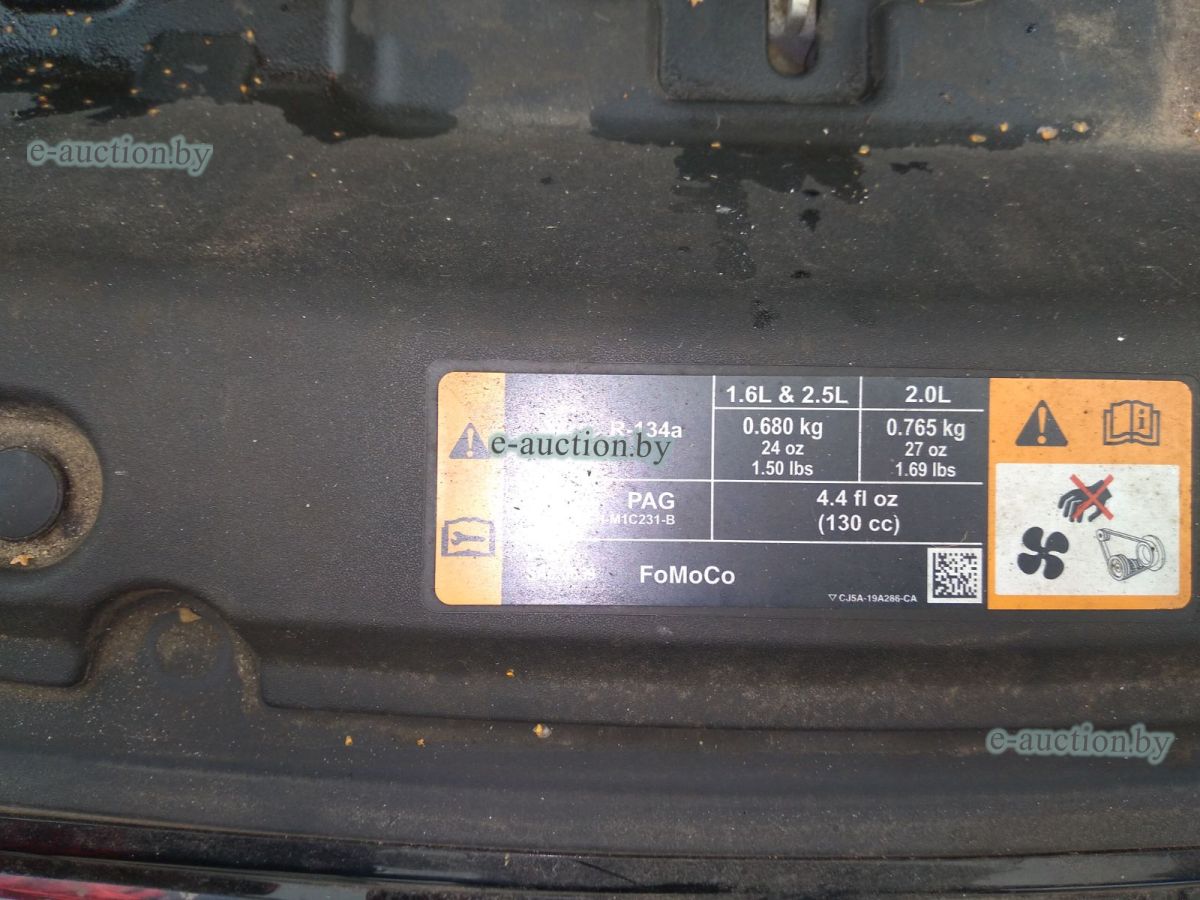 e-auction.by
1.6L & 2.5L
2.0L
R-134a
0.680 kg
24 oz
1.50 lbs
0.765 kg
27 oz
1.69 lbs
e-auction.by
PAG
-M1C231-B
4.4 fl oz
(130 cc)
FoMoCo
CJ5A-19A286-CA
e-auction.by